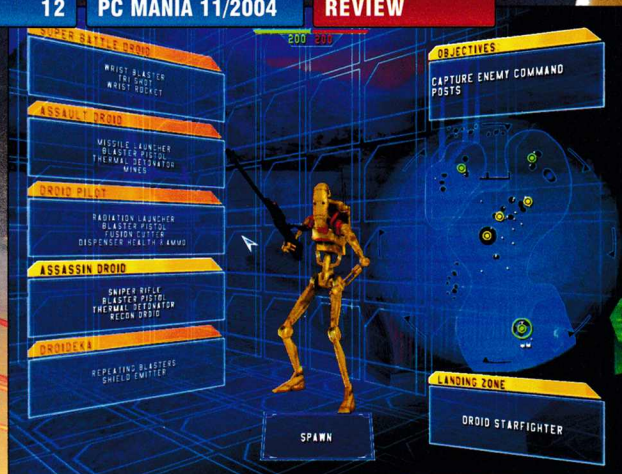 12
PC MANIA 11/2004
REVIEW
SUPER BATTLE DROID
WRIST BLASTER
TRI SHOT
WRIST ROCKET
ASSAULT DROID
MISSILE LAUNCHER
BLASTER PISTOL
THERMAL DETONATOR
MINES
DROID PILOT
RADIATION LAUNCHER
BLASTER PISTOL
FUSION CUTTER
DISPENSER HEALTH & AMMO
ASSASSIN DROID
SNIPER RIFLE
BLASTER PISTOL
THERMAL DETONATOR
RECON DROID
DROIDEKA
REPEATING BLASTERS
SHIELD EMITTER
200 200
SPAWN
OBJECTIVES
CAPTURE ENEMY COMMAND
POSTS
LANDING ZONE
DROID STARFIGHTER